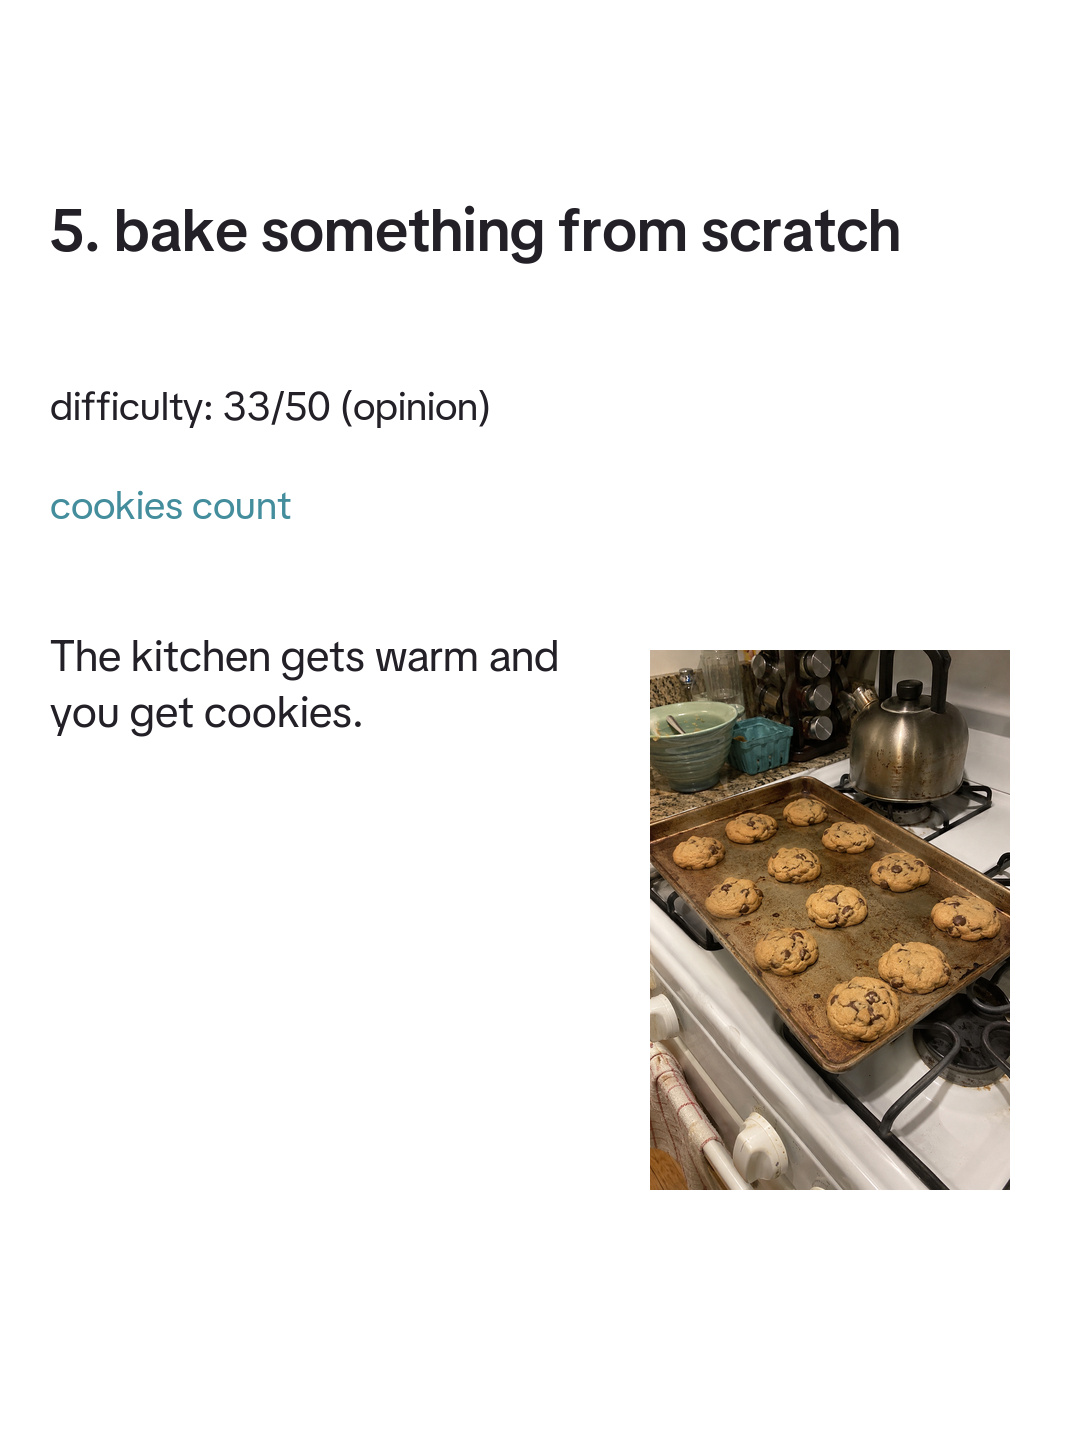 5. bake something from scratch
difficulty: 33/50 (opinion)
cookies count
The kitchen gets warm and
you get cookies.